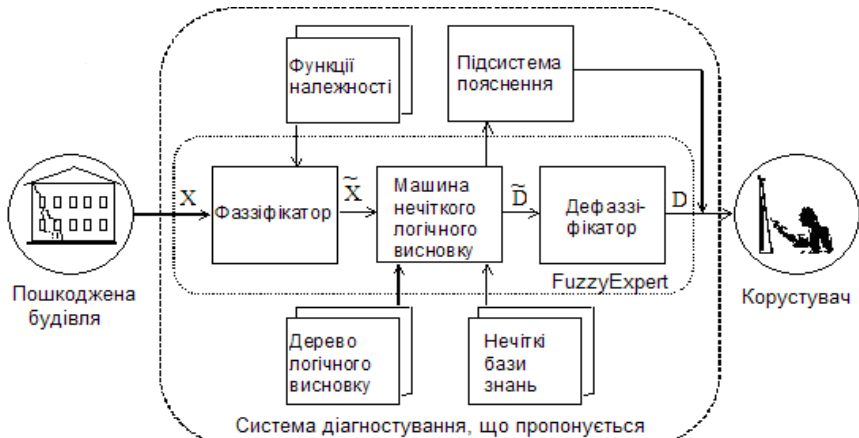 Функції
належності
Підсистема
пояснення
X
Фаззіфікатор
X̃
Машина
нечіткого
логічного
висновку
D̃
Дефаззі-
фікатор
D
FuzzyExpert
Пошкоджена
будівля
Корустувач
Дерево
логічного
висновку
Нечіткі
бази
знань
Система діагностування, що пропонується